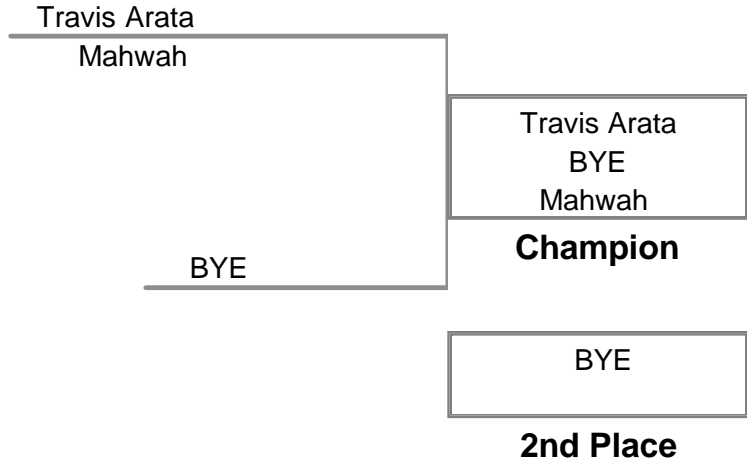 Travis Arata
Mahwah
Travis Arata
BYE
Mahwah
Champion
BYE
BYE
2nd Place